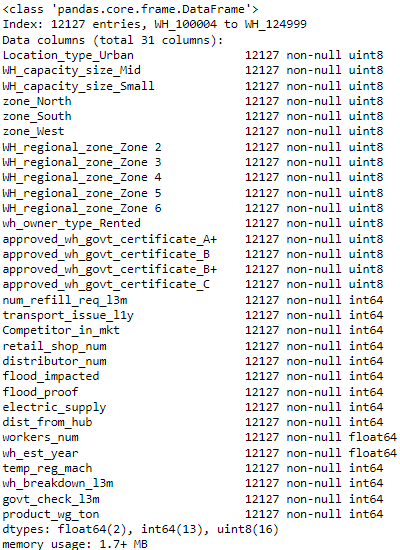 <class 'pandas.core.frame.DataFrame'>
Index: 12127 entries, WH_100004 to WH_124999
Data columns (total 31 columns):
Location_type_Urban 12127 non-null uint8
WH_capacity_size_Mid 12127 non-null uint8
WH_capacity_size_Small 12127 non-null uint8
zone_North 12127 non-null uint8
zone_South 12127 non-null uint8
zone_West 12127 non-null uint8
WH_regional_zone_Zone 2 12127 non-null uint8
WH_regional_zone_Zone 3 12127 non-null uint8
WH_regional_zone_Zone 4 12127 non-null uint8
WH_regional_zone_Zone 5 12127 non-null uint8
WH_regional_zone_Zone 6 12127 non-null uint8
wh_owner_type_Rented 12127 non-null uint8
approved_wh_govt_certificate_A+ 12127 non-null uint8
approved_wh_govt_certificate_B 12127 non-null uint8
approved_wh_govt_certificate_B+ 12127 non-null uint8
approved_wh_govt_certificate_C 12127 non-null uint8
num_refill_req_l3m 12127 non-null int64
transport_issue_l1y 12127 non-null int64
Competitor_in_mkt 12127 non-null int64
retail_shop_num 12127 non-null int64
distributor_num 12127 non-null int64
flood_impacted 12127 non-null int64
flood_proof 12127 non-null int64
electric_supply 12127 non-null int64
dist_from_hub 12127 non-null int64
workers_num 12127 non-null float64
wh_est_year 12127 non-null float64
temp_reg_mach 12127 non-null int64
wh_breakdown_l3m 12127 non-null int64
govt_check_l3m 12127 non-null int64
product_wg_ton 12127 non-null int64
dtypes: float64(2), int64(13), uint8(16)
memory usage: 1.7+ MB